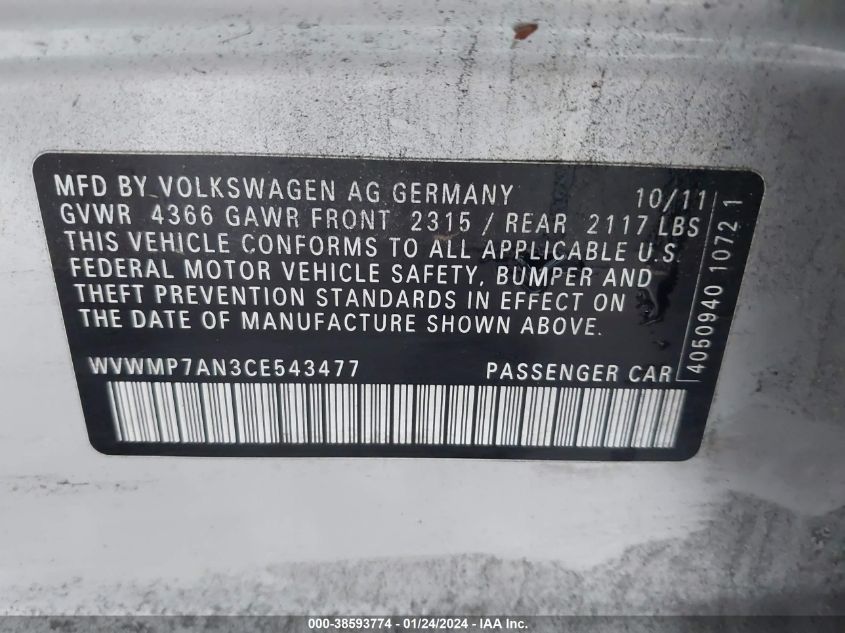 MFD BY VOLKSWAGEN AG GERMANY 10/11
GVWR 4366 GAWR FRONT 2315 / REAR 2117 LBS
THIS VEHICLE CONFORMS TO ALL APPLICABLE U.S.
FEDERAL MOTOR VEHICLE SAFETY, BUMPER AND
THEFT PREVENTION STANDARDS IN EFFECT ON
THE DATE OF MANUFACTURE SHOWN ABOVE.
WVWMP7AN3CE543477 PASSENGER CAR
4050940 1072 1
000-38593774 - 01/24/2024 - IAA Inc.